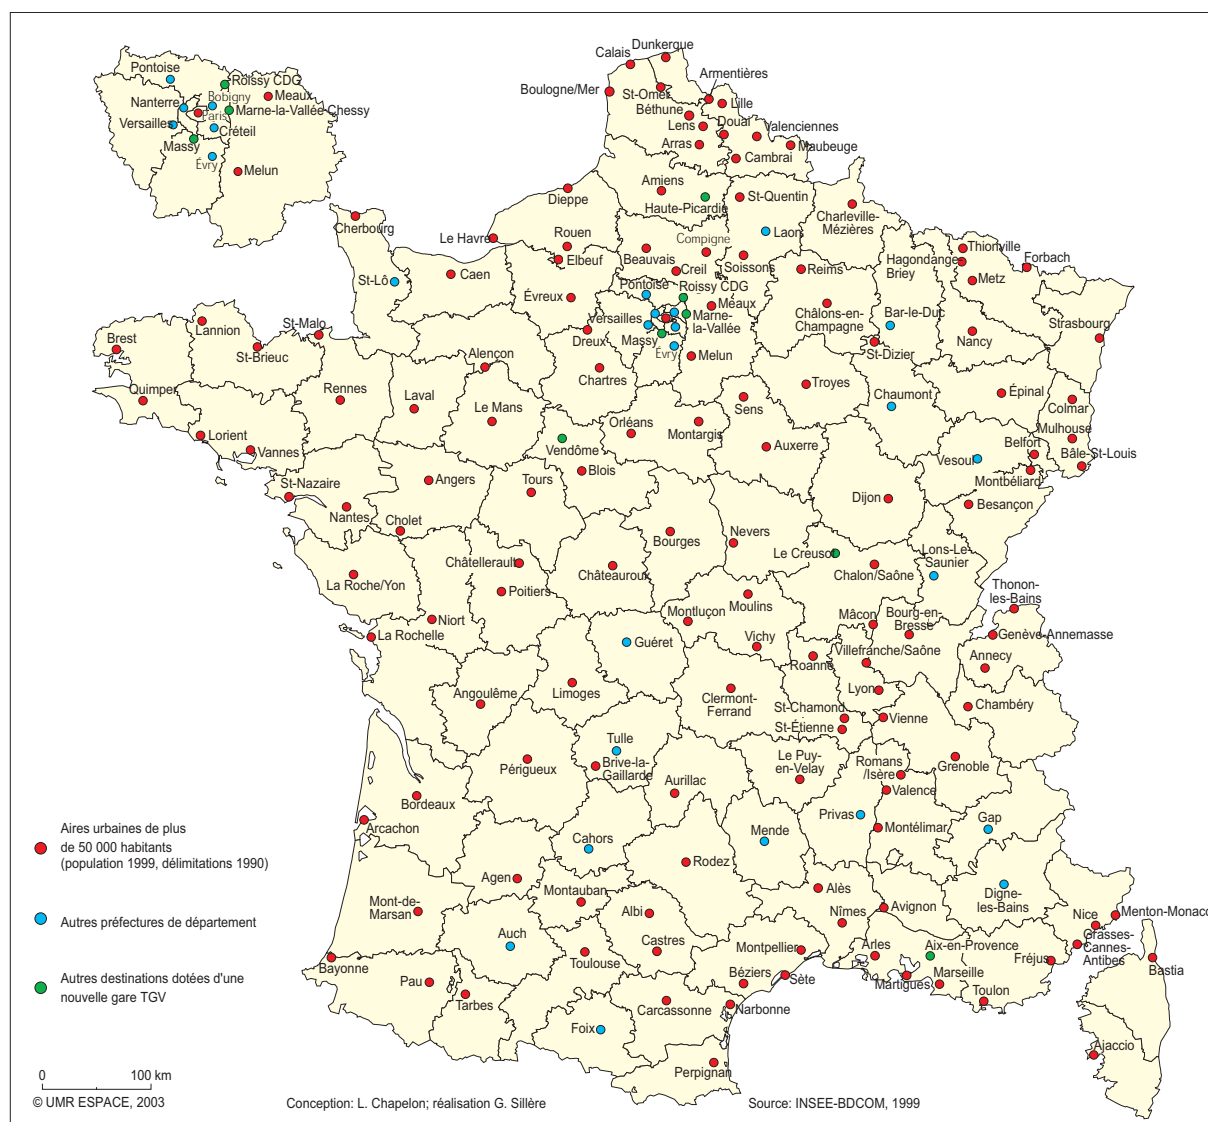 Pontoise
Roissy CDG
Bobigny
Meaux
Nanterre
Paris
Marne-la-Vallée-Chessy
Versailles
Créteil
Massy
Évry
Melun
Dunkerque
Calais
Armentières
Boulogne/Mer
St-Omer
Lille
Béthune
Douai
Lens
Valenciennes
Arras
Maubeuge
Cambrai
Amiens
St-Quentin
Dieppe
Haute-Picardie
Charleville-
Mézières
Cherbourg
Laon
Le Havre
Rouen
Compigne
Thionville
Elbeuf
Beauvais
Soissons
Hagondange-
Briey
Forbach
Caen
Creil
Reims
Metz
St-Lô
Pontoise
Roissy CDG
Évreux
Meaux
Châlons-en-
Champagne
Bar-le-Duc
Versailles
Marne-
la-Vallée
Strasbourg
Lannion
St-Malo
Massy
Nancy
Brest
Dreux
Évry
St-Dizier
St-Brieuc
Alençon
Melun
Chartres
Troyes
Quimper
Rennes
Laval
Chaumont
Épinal
Sens
Colmar
Le Mans
Orléans
Montargis
Mulhouse
Lorient
Auxerre
Belfort
Vannes
Vendôme
Vesoul
Bâle-St-Louis
Blois
Montbéliard
St-Nazaire
Angers
Tours
Dijon
Besançon
Nantes
Cholet
Nevers
Bourges
Le Creusot
Lons-Le-
Saunier
Châtellerault
Châteauroux
Chalon/Saône
La Roche/Yon
Thonon-
les-Bains
Poitiers
Moulins
Montluçon
Niort
Mâcon
Bourg-en-
Bresse
La Rochelle
Guéret
Vichy
Genève-Annemasse
Villefranche/Saône
Roanne
Annecy
Angoulême
Limoges
Clermont-
Ferrand
Lyon
St-Chamond
Chambéry
Vienne
St-Étienne
Tulle
Le Puy-
en-Velay
Romans
/Isère
Périgueux
Brive-la-
Gaillarde
Grenoble
Aurillac
Valence
Bordeaux
Privas
Gap
Arcachon
Cahors
Mende
Montélimar
Rodez
Agen
Montauban
Alès
Digne-
les-Bains
Mont-de-
Marsan
Albi
Avignon
Nîmes
Nice
Menton-Monaco
Auch
Castres
Montpellier
Arles
Aix-en-Provence
Grasses-
Cannes-
Antibes
Bayonne
Toulouse
Fréjus
Bastia
Pau
Béziers
Sète
Martigues
Marseille
Tarbes
Carcassonne
Narbonne
Toulon
Foix
Ajaccio
Perpignan
Aires urbaines de plus
de 50 000 habitants
(population 1999, délimitations 1990)
Autres préfectures de département
Autres destinations dotées d'une
nouvelle gare TGV
0 100 km
© UMR ESPACE, 2003
Conception: L. Chapelon; réalisation G. Sillère
Source: INSEE-BDCOM, 1999